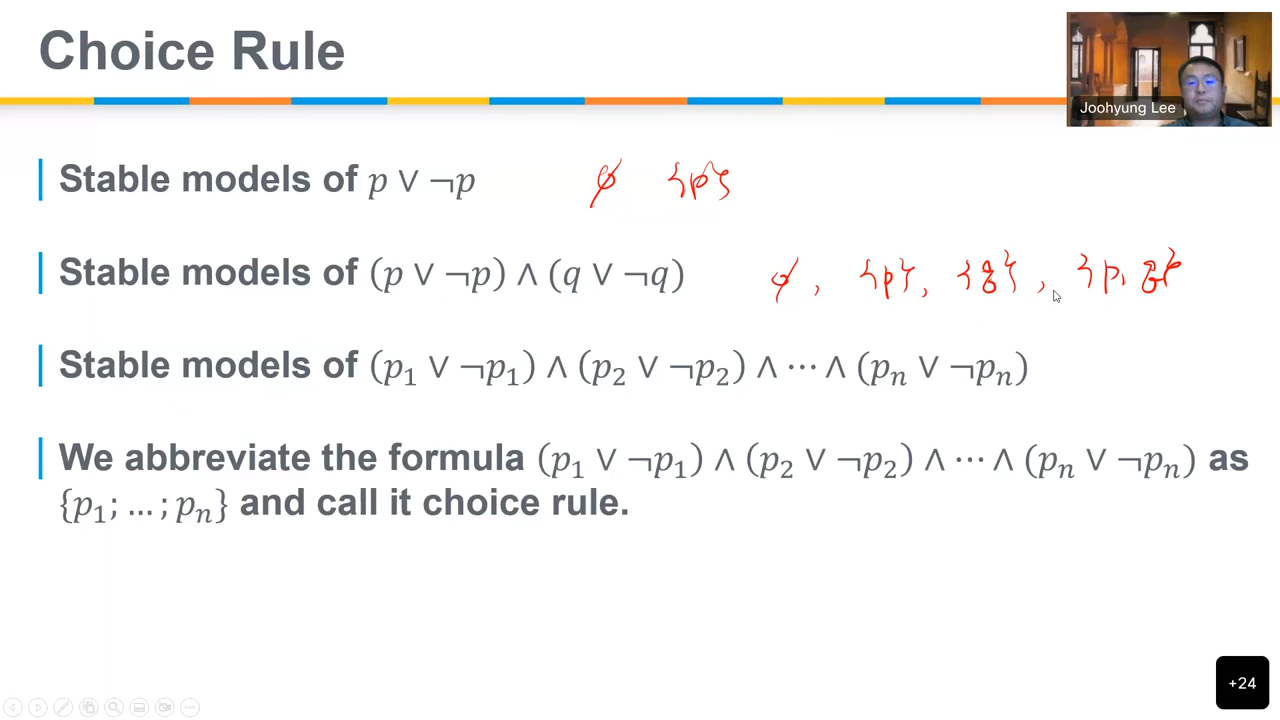 Choice Rule
Joohyung Lee
Stable models of p ∨ ¬p ∅ {p}
Stable models of (p ∨ ¬p) ∧ (q ∨ ¬q) ∅, {p}, {q}, {p, q}
Stable models of (p₁ ∨ ¬p₁) ∧ (p₂ ∨ ¬p₂) ∧ ⋯ ∧ (pₙ ∨ ¬pₙ)
We abbreviate the formula (p₁ ∨ ¬p₁) ∧ (p₂ ∨ ¬p₂) ∧ ⋯ ∧ (pₙ ∨ ¬pₙ) as
{p₁; … ; pₙ} and call it choice rule.
+24